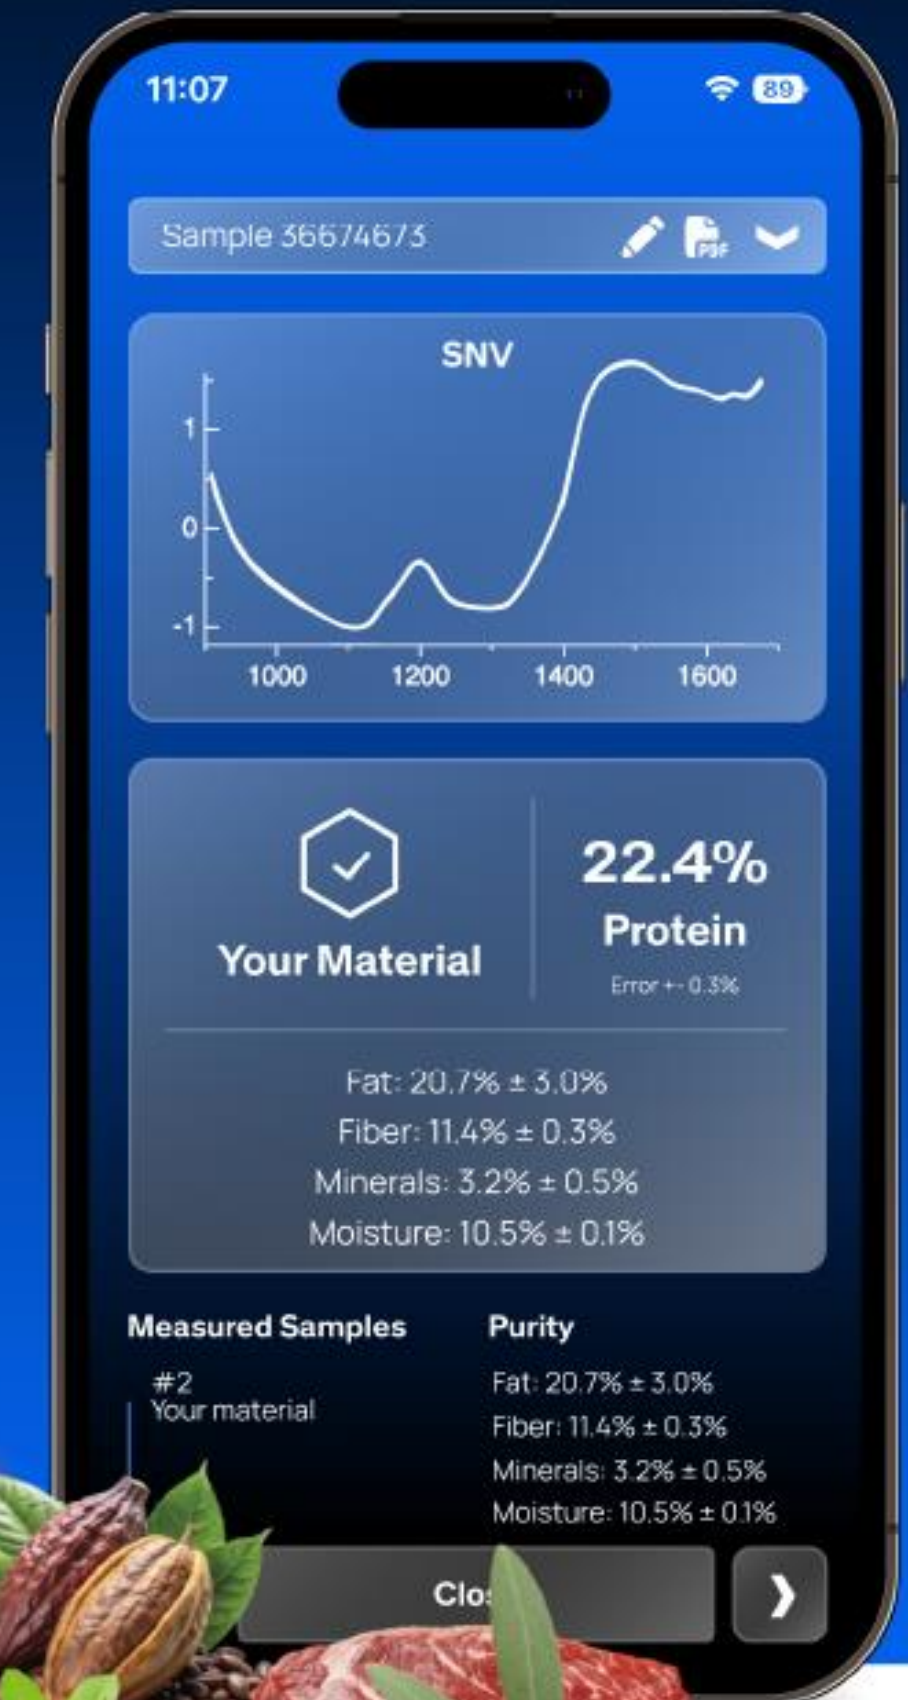 11:07
89
Sample 36674673
PDF
SNV
1
0
-1
1000 1200 1400 1600
Your Material
22.4%
Protein
Error +- 0.3%
Fat: 20.7% ± 3.0%
Fiber: 11.4% ± 0.3%
Minerals: 3.2% ± 0.5%
Moisture: 10.5% ± 0.1%
Measured Samples
#2
Your material
Purity
Fat: 20.7% ± 3.0%
Fiber: 11.4% ± 0.3%
Minerals: 3.2% ± 0.5%
Moisture: 10.5% ± 0.1%